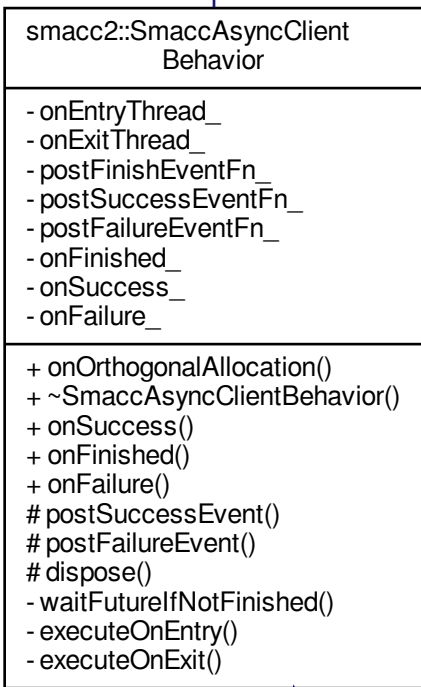 smacc2::SmaccAsyncClient
Behavior
- onEntryThread_
- onExitThread_
- postFinishEventFn_
- postSuccessEventFn_
- postFailureEventFn_
- onFinished_
- onSuccess_
- onFailure_
+ onOrthogonalAllocation()
+ ~SmaccAsyncClientBehavior()
+ onSuccess()
+ onFinished()
+ onFailure()
# postSuccessEvent()
# postFailureEvent()
# dispose()
- waitFutureIfNotFinished()
- executeOnEntry()
- executeOnExit()